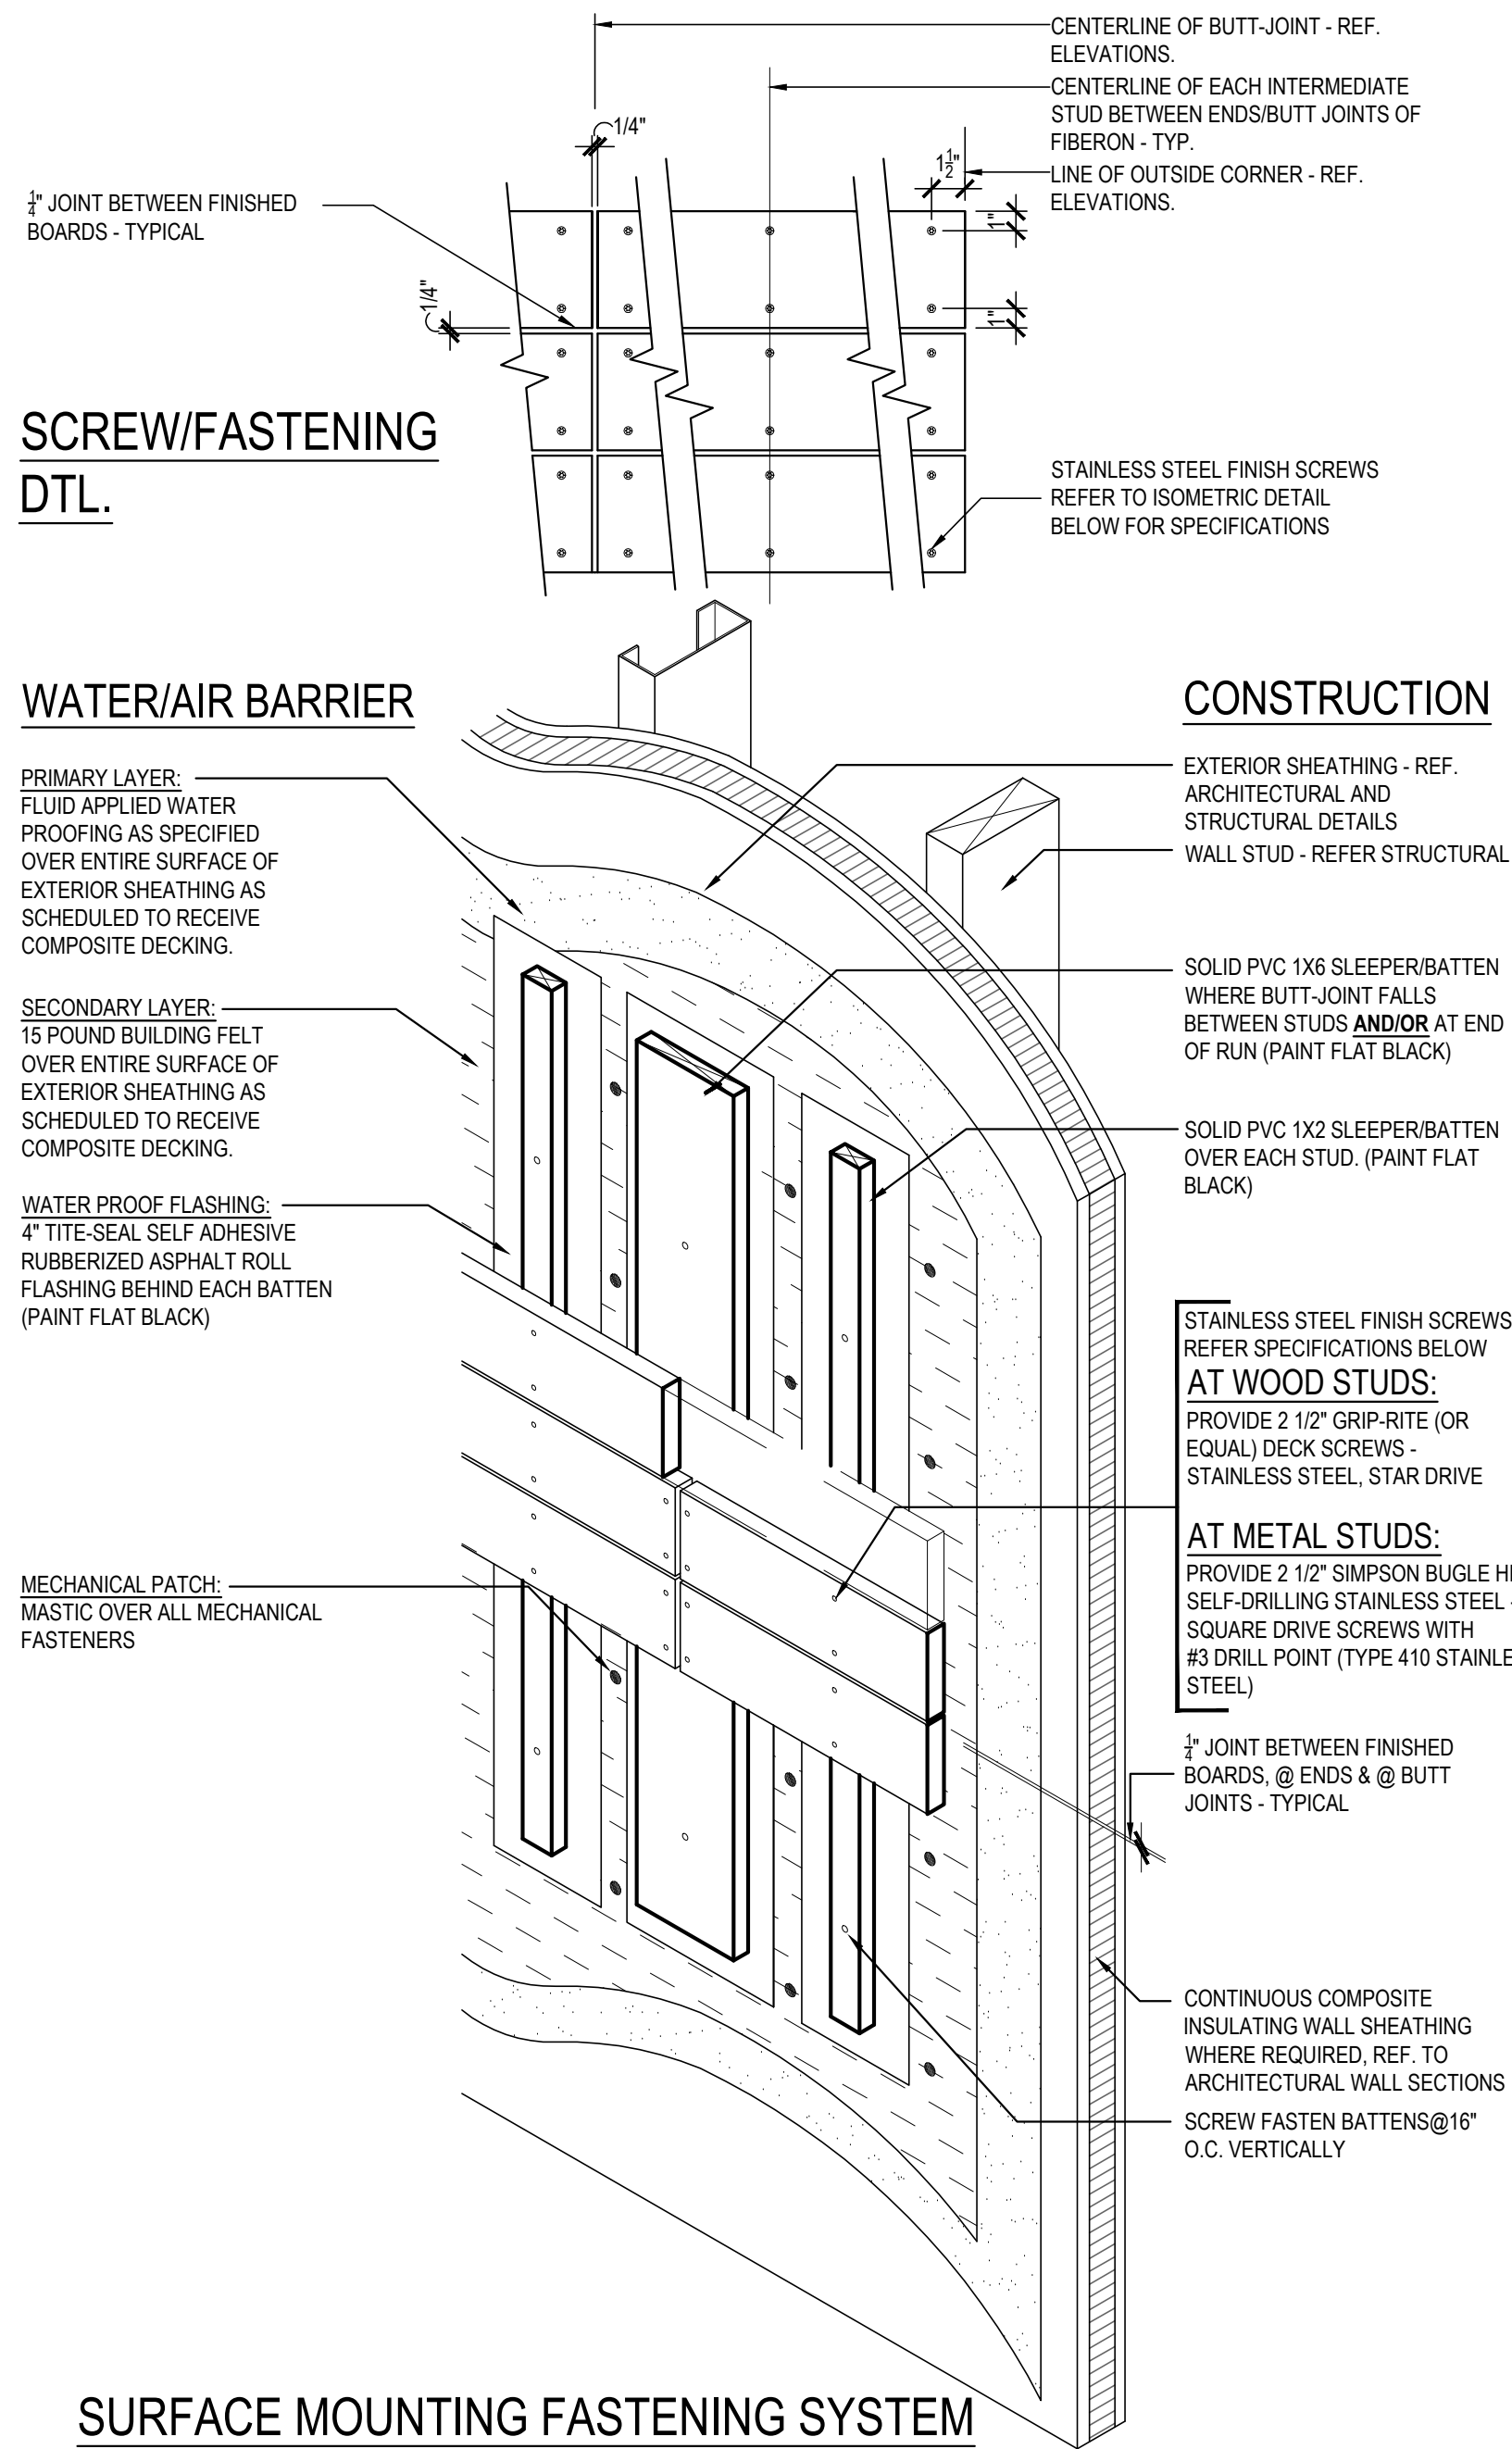 CENTERLINE OF BUTT-JOINT - REF.
ELEVATIONS.
CENTERLINE OF EACH INTERMEDIATE
STUD BETWEEN ENDS/BUTT JOINTS OF
FIBERON - TYP.
LINE OF OUTSIDE CORNER - REF.
ELEVATIONS.
1/4"
1 1/2"
1"
1/4"
1"
1/4" JOINT BETWEEN FINISHED
BOARDS - TYPICAL
SCREW/FASTENING
DTL.
STAINLESS STEEL FINISH SCREWS
REFER TO ISOMETRIC DETAIL
BELOW FOR SPECIFICATIONS
WATER/AIR BARRIER
PRIMARY LAYER:
FLUID APPLIED WATER
PROOFING AS SPECIFIED
OVER ENTIRE SURFACE OF
EXTERIOR SHEATHING AS
SCHEDULED TO RECEIVE
COMPOSITE DECKING.
SECONDARY LAYER:
15 POUND BUILDING FELT
OVER ENTIRE SURFACE OF
EXTERIOR SHEATHING AS
SCHEDULED TO RECEIVE
COMPOSITE DECKING.
WATER PROOF FLASHING:
4" TITE-SEAL SELF ADHESIVE
RUBBERIZED ASPHALT ROLL
FLASHING BEHIND EACH BATTEN
(PAINT FLAT BLACK)
MECHANICAL PATCH:
MASTIC OVER ALL MECHANICAL
FASTENERS
CONSTRUCTION
EXTERIOR SHEATHING - REF.
ARCHITECTURAL AND
STRUCTURAL DETAILS
WALL STUD - REFER STRUCTURAL
SOLID PVC 1X6 SLEEPER/BATTEN
WHERE BUTT-JOINT FALLS
BETWEEN STUDS AND/OR AT END
OF RUN (PAINT FLAT BLACK)
SOLID PVC 1X2 SLEEPER/BATTEN
OVER EACH STUD. (PAINT FLAT
BLACK)
STAINLESS STEEL FINISH SCREWS
REFER SPECIFICATIONS BELOW
AT WOOD STUDS:
PROVIDE 2 1/2" GRIP-RITE (OR
EQUAL) DECK SCREWS -
STAINLESS STEEL, STAR DRIVE
AT METAL STUDS:
PROVIDE 2 1/2" SIMPSON BUGLE
SELF-DRILLING STAINLESS STEEL
SQUARE DRIVE SCREWS WITH
#3 DRILL POINT (TYPE 410
STEEL)
1/4" JOINT BETWEEN FINISHED
BOARDS, @ ENDS & @ BUTT
JOINTS - TYPICAL
CONTINUOUS COMPOSITE
INSULATING WALL SHEATHING
WHERE REQUIRED, REF. TO
ARCHITECTURAL WALL SECTIONS
SCREW FASTEN BATTENS@16"
O.C. VERTICALLY
SURFACE MOUNTING FASTENING SYSTEM